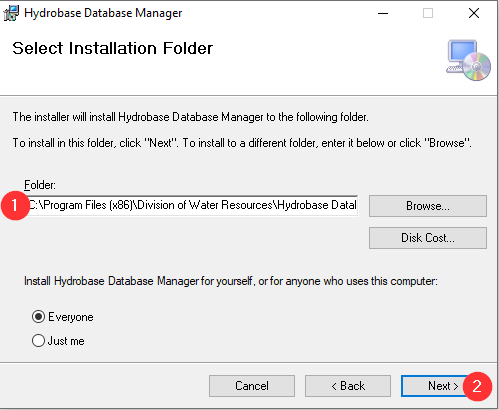 Hydrobase Database Manager
Select Installation Folder
The installer will install Hydrobase Database Manager to the following folder.
To install in this folder, click "Next". To install to a different folder, enter it below or click "Browse".
Folder:
1 C:\Program Files (x86)\Division of Water Resources\Hydrobase Datal
Browse...
Disk Cost...
Install Hydrobase Database Manager for yourself, or for anyone who uses this computer:
Everyone
Just me
Cancel
< Back
Next > 2